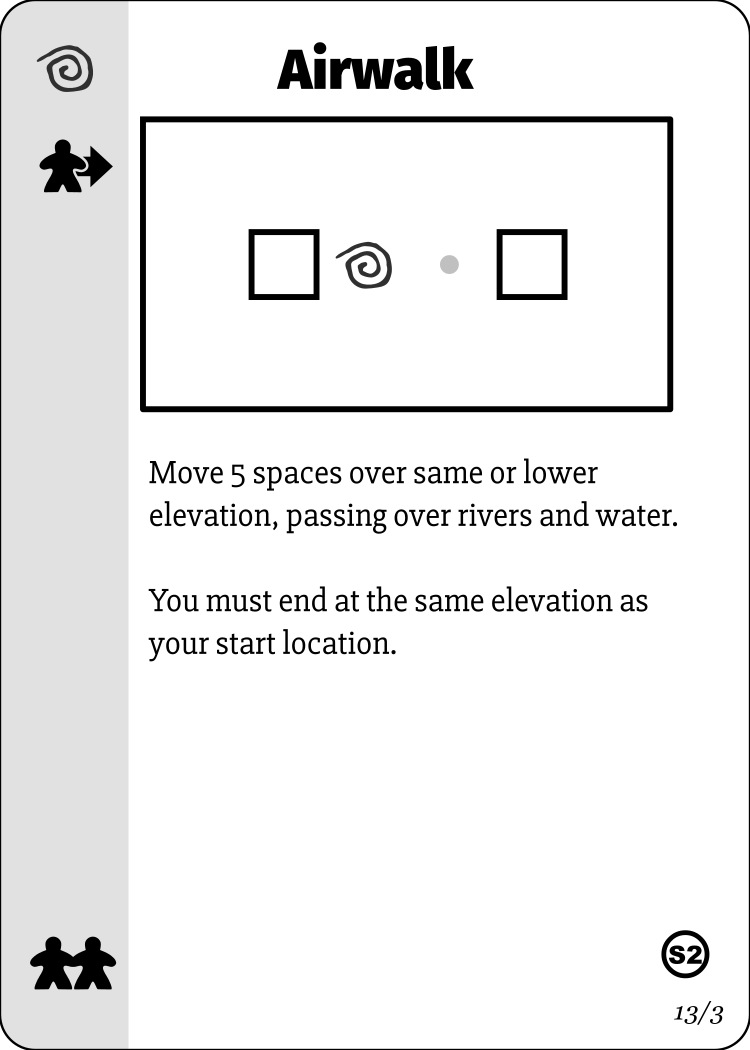 Airwalk
Move 5 spaces over same or lower
elevation, passing over rivers and water.
You must end at the same elevation as
your start location.
S2
13/3